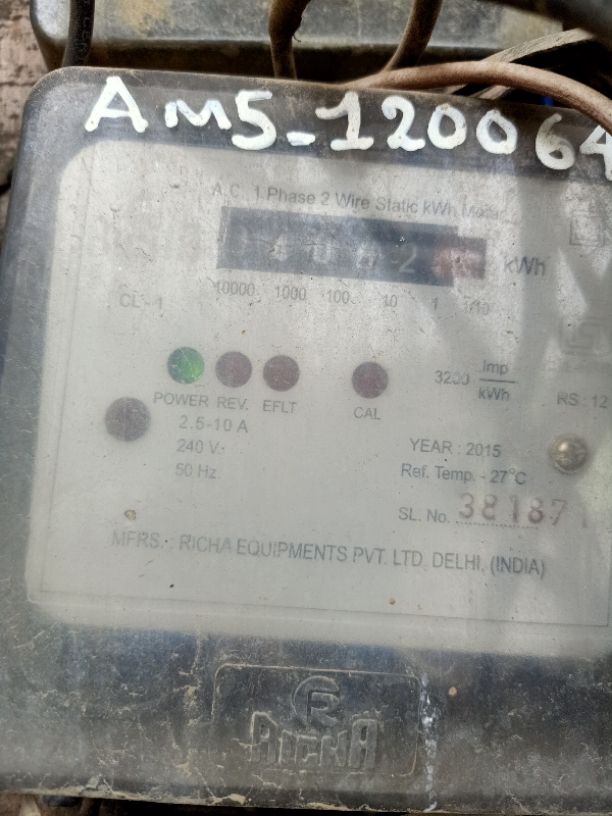 AM5-120064
A.C. 1 Phase 2 Wire Static kWh Meter
kWh
10000 1000 100 10 1 1/10
CL-1
3200 Imp/kWh
POWER REV. EFLT CAL
RS : 12
2.5-10 A
240 V~
50 Hz
YEAR : 2015
Ref. Temp. - 27°C
SL. No. 381871
MFRS. : RICHA EQUIPMENTS PVT. LTD. DELHI. (INDIA)
R
RICHA